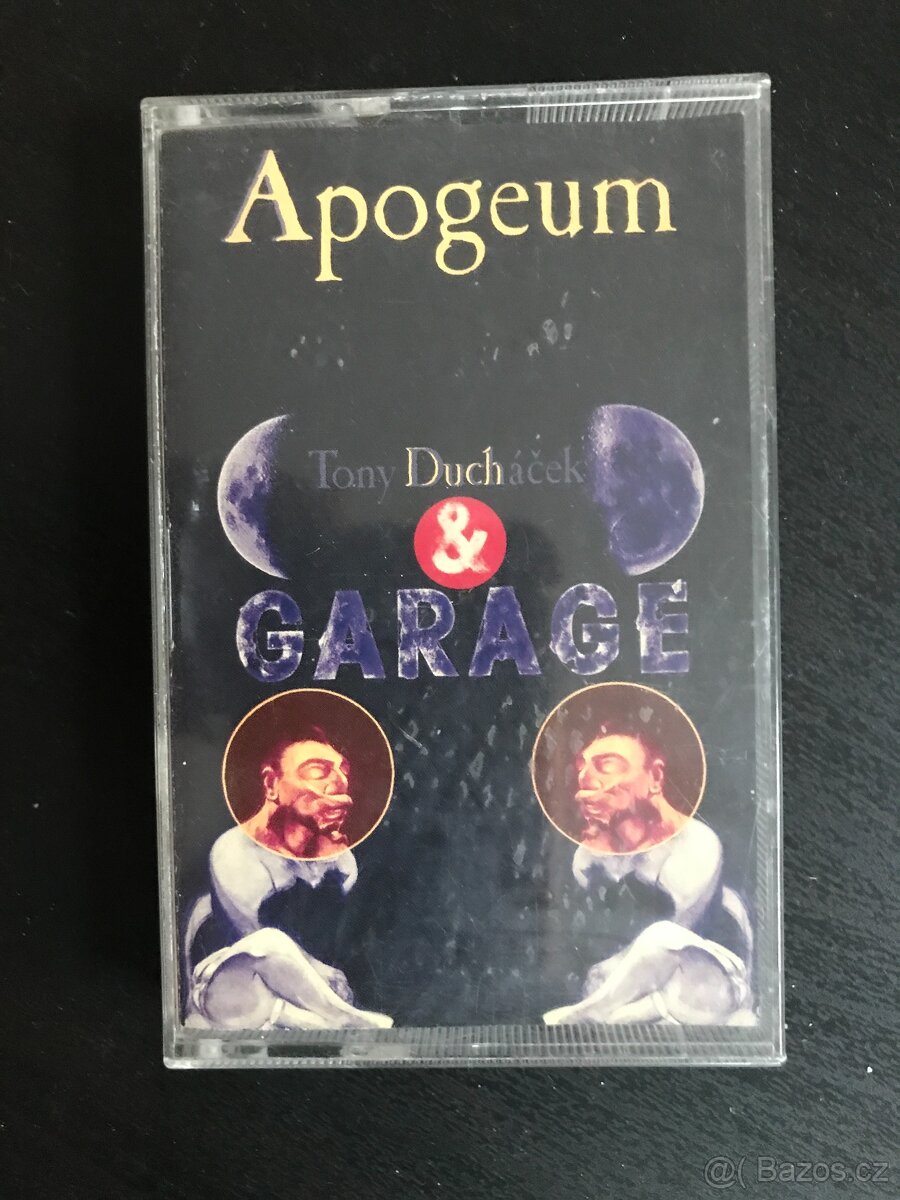 Apogeum
Tony Ducháček
&
GARAGE
@( Bazos.cz